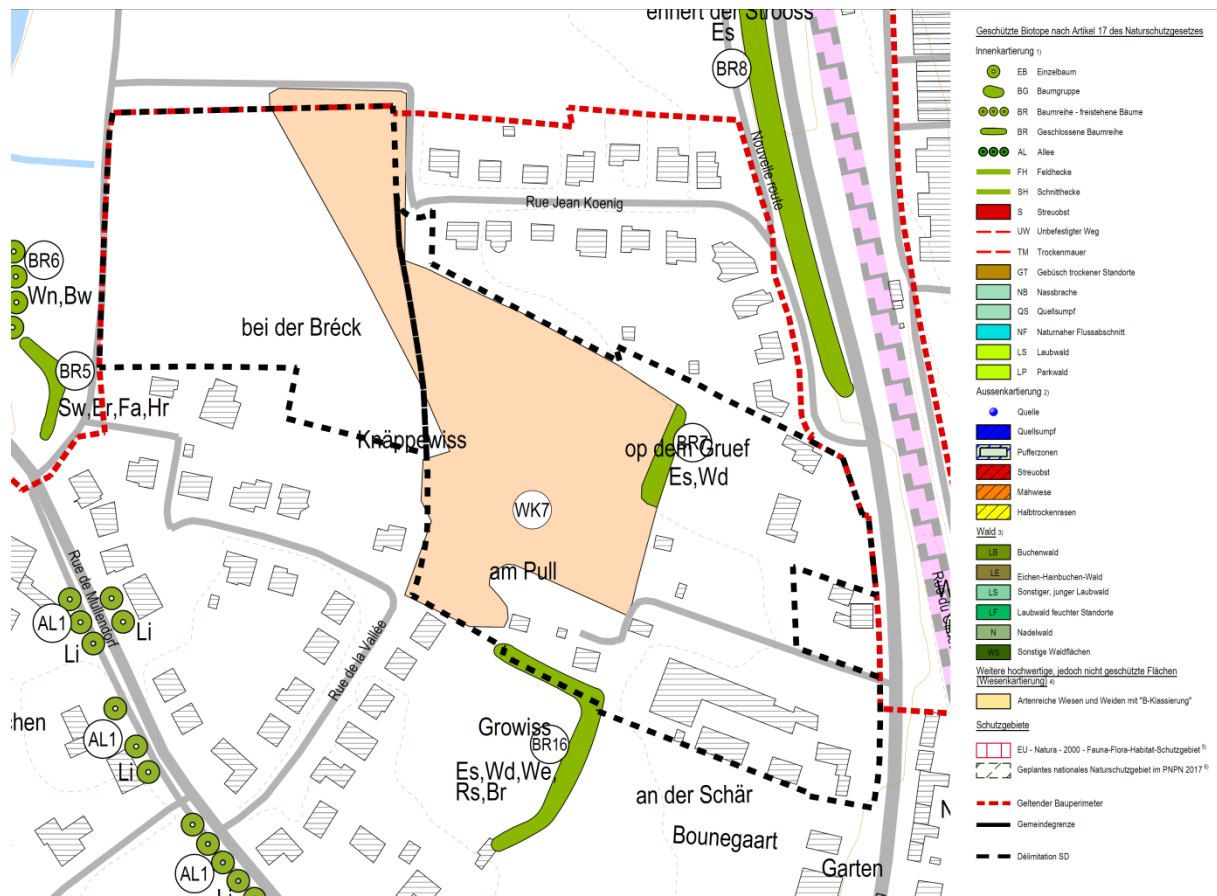 ennert der Strooss
Es
BR8
Nouvelle route
Rue Jean Koenig
BR6
Wn,Bw
bei der Bréck
BR5
Sw,Er,Fa,Hr
Knäppewiss
op dem Gruef
BR7
Es,Wd
WK7
am Pull
Rue de Mulendorf
AL1
Li
Li
Rue de la Vallée
AL1
Li
Growiss
BR16
Es,Wd,We,
Rs,Br
an der Schär
Bounegaart
Garten
AL1
Geschützte Biotope nach Artikel 17 des Naturschutzgesetzes
Innenkartierung 1)
EB Einzelbaum
BG Baumgruppe
BR Baumreihe - freistehene Bäume
BR Geschlossene Baumreihe
AL Allee
FH Feldhecke
SH Schnitthecke
S Streuobst
UW Unbefestigter Weg
TM Trockenmauer
GT Gebüsch trockener Standorte
NB Nassbrache
QS Quellsumpf
NF Naturnaher Flussabschnitt
LS Laubwald
LP Parkwald
Aussenkartierung 2)
Quelle
Quellsumpf
Pufferzonen
Streuobst
Mähwiese
Halbtrockenrasen
Wald 3)
LB Buchenwald
LE Eichen-Hainbuchen-Wald
LS Sonstiger, junger Laubwald
LF Laubwald feuchter Standorte
N Nadelwald
WS Sonstige Waldflächen
Weitere hochwertige, jedoch nicht geschützte Flächen
(Wiesenkartierung) 4)
Artenreiche Wiesen und Weiden mit "B-Klassierung"
Schutzgebiete
EU - Natura - 2000 - Fauna-Flora-Habitat-Schutzgebiet 5)
Geplantes nationales Naturschutzgebiet im PNPN 2017 6)
Geltender Bauperimeter
Gemeindegrenze
Délimitation SD